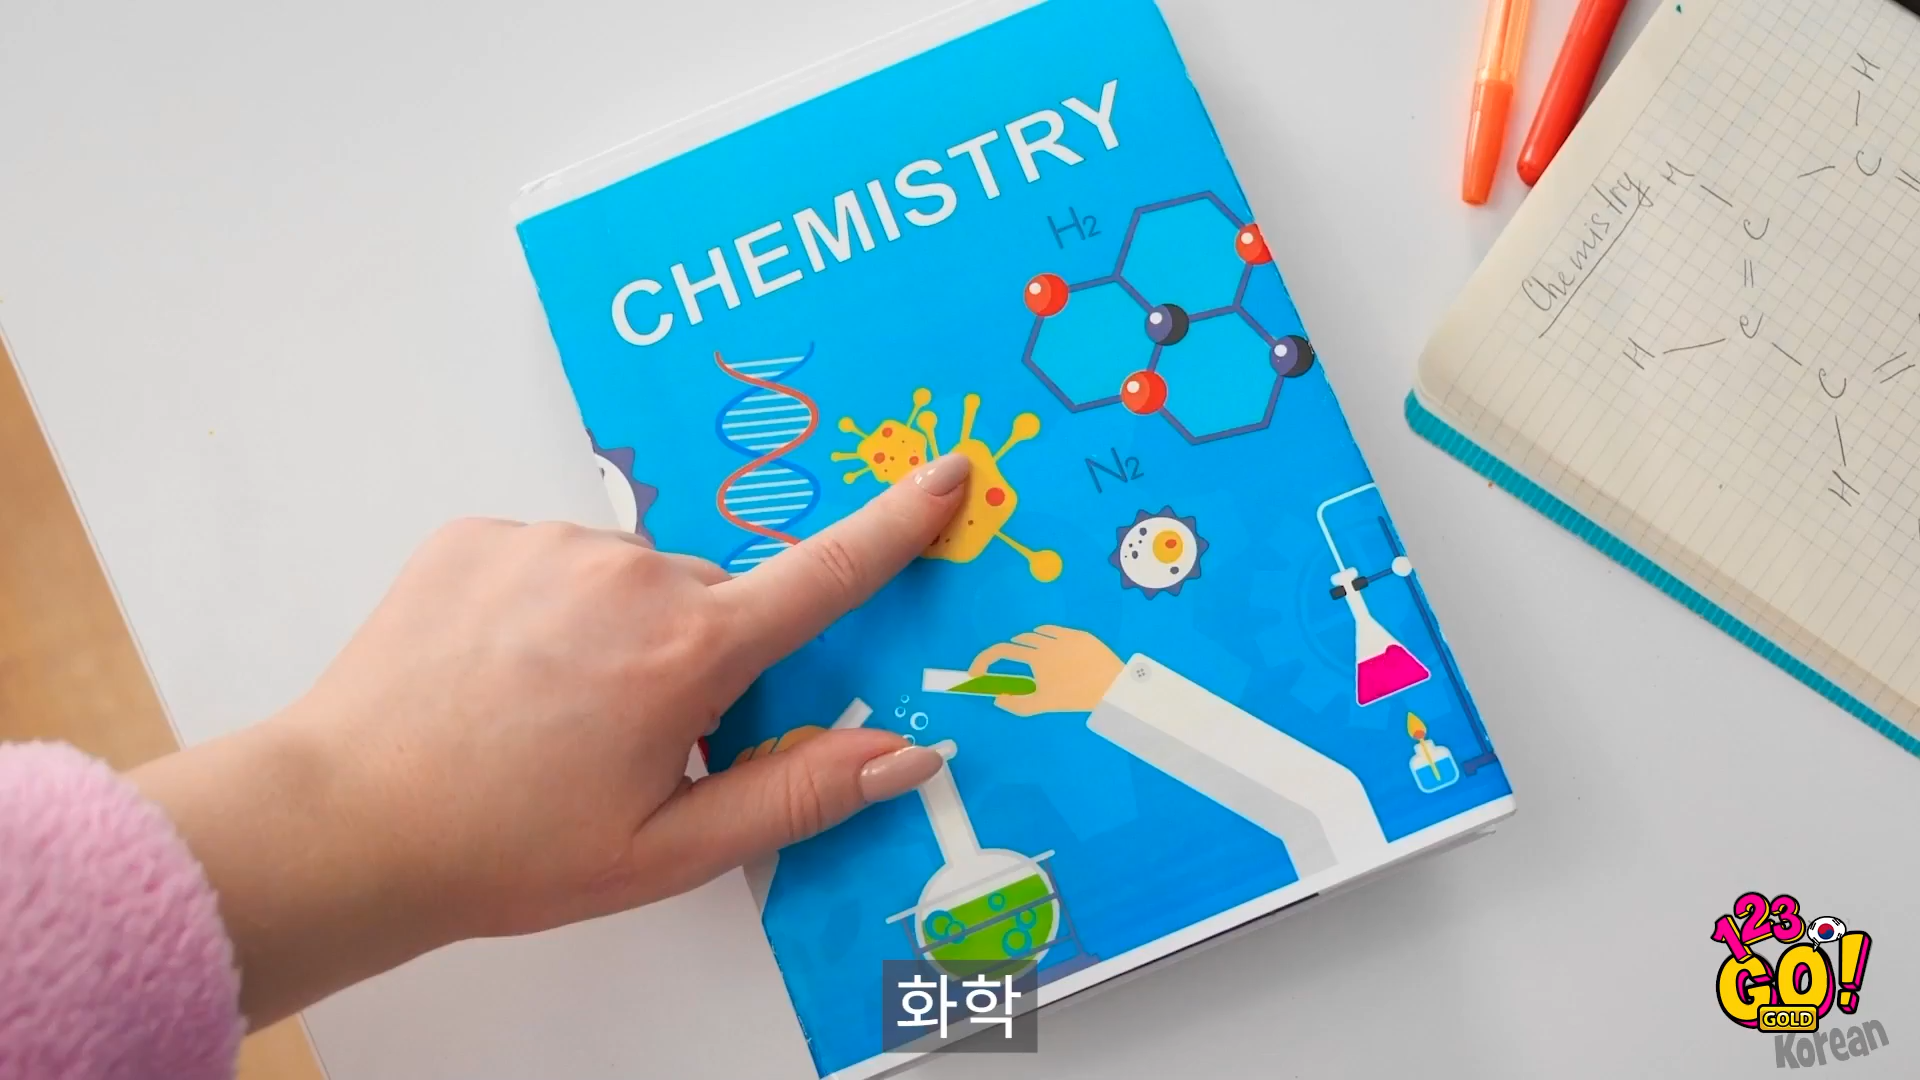 CHEMISTRY
H2
N2
Chemistry
H
H
C
C
C
C
H
H
화학
123
GO!
GOLD
Korean